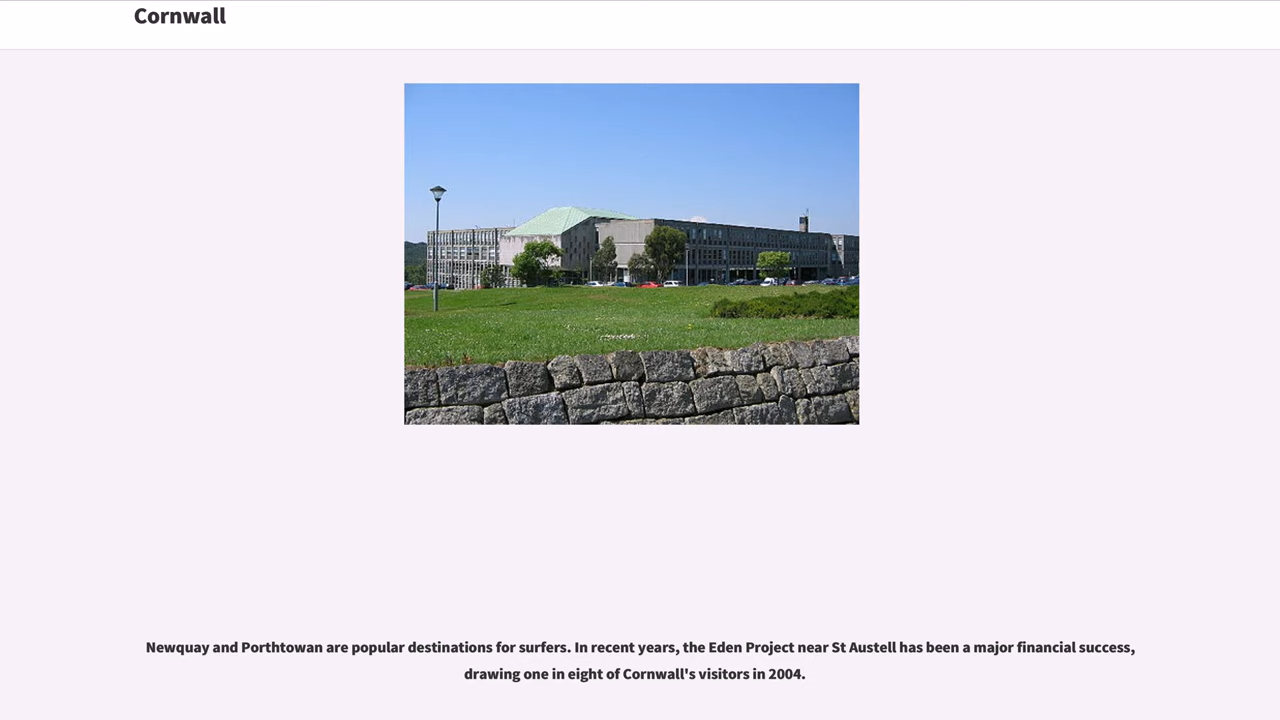 Cornwall
Newquay and Porthtowan are popular destinations for surfers. In recent years, the Eden Project near St Austell has been a major financial success,
drawing one in eight of Cornwall's visitors in 2004.